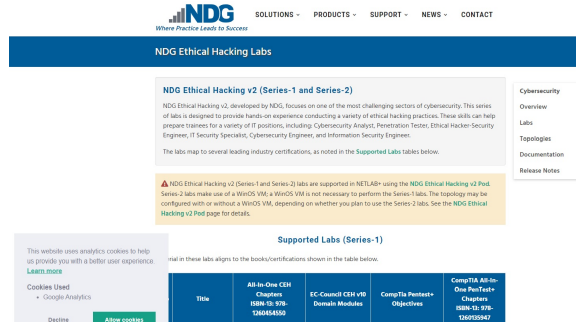 NDG
Where Practice Leads to Success
SOLUTIONS
PRODUCTS
SUPPORT
NEWS
CONTACT
NDG Ethical Hacking Labs
NDG Ethical Hacking v2 (Series-1 and Series-2)
NDG Ethical Hacking v2, developed by NDG, focuses on one of the most challenging sectors of cybersecurity. This series
of labs is designed to provide hands-on experience conducting a variety of ethical hacking practices. These skills can help
prepare trainees for a variety of IT positions, including: Cybersecurity Analyst, Penetration Tester, Ethical Hacker-Security
Engineer, IT Security Specialist, Cybersecurity Engineer, and Information Security Engineer.
The labs map to several leading industry certifications, as noted in the Supported Labs tables below.
Cybersecurity
Overview
Labs
Topologies
Documentation
Release Notes
NDG Ethical Hacking v2 (Series-1 and Series-2) labs are supported in NETLAB+ using the NDG Ethical Hacking v2 Pod.
Series-2 labs make use of a WinOS VM; a WinOS VM is not necessary to perform the Series-1 labs. The topology may be
configured with or without a WinOS VM, depending on whether you plan to use the Series-2 labs. See the NDG Ethical
Hacking v2 Pod page for details.
Supported Labs (Series-1)
erial in these labs aligns to the books/certifications shown in the table below.
Title
All-In-One CEH
Chapters
ISBN-13: 978-
1260454550
EC-Council CEH v10
Domain Modules
CompTia Pentest+
Objectives
CompTIA All-In-
One PenTest+
Chapters
ISBN-13: 978-
1260135947
This website uses analytics cookies to help
us provide you with a better user experience.
Learn more
Cookies Used
Google Analytics
Decline
Allow cookies